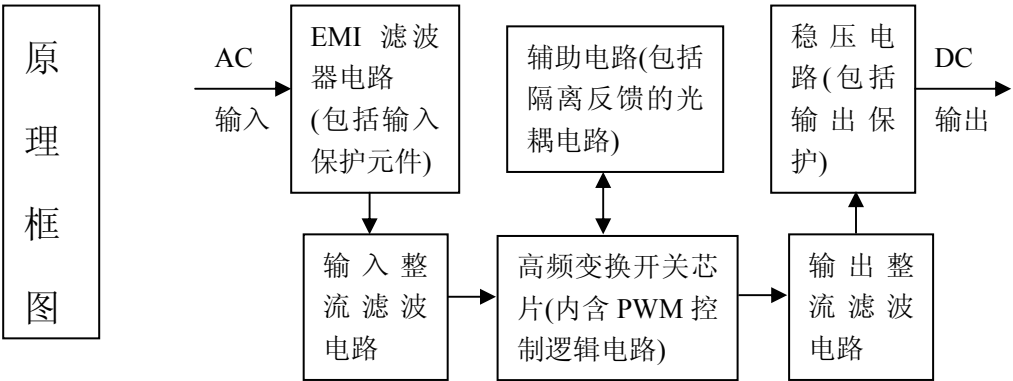 原
理
框
图
AC
输入
EMI 滤波
器电路
(包括输入
保护元件)
辅助电路(包括
隔离反馈的光
耦电路)
稳压电
路(包括
输出保
护)
DC
输出
输入整
流滤波
电路
高频变换开关芯
片(内含 PWM 控
制逻辑电路)
输出整
流滤波
电路